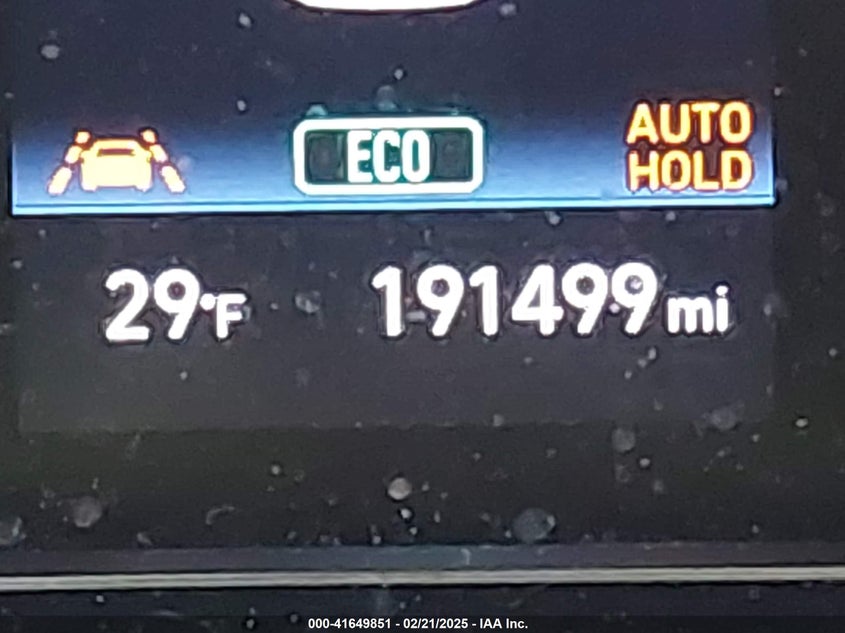 ECO
AUTO
HOLD
29°F 191499 mi
000-41649851 - 02/21/2025 - IAA Inc.